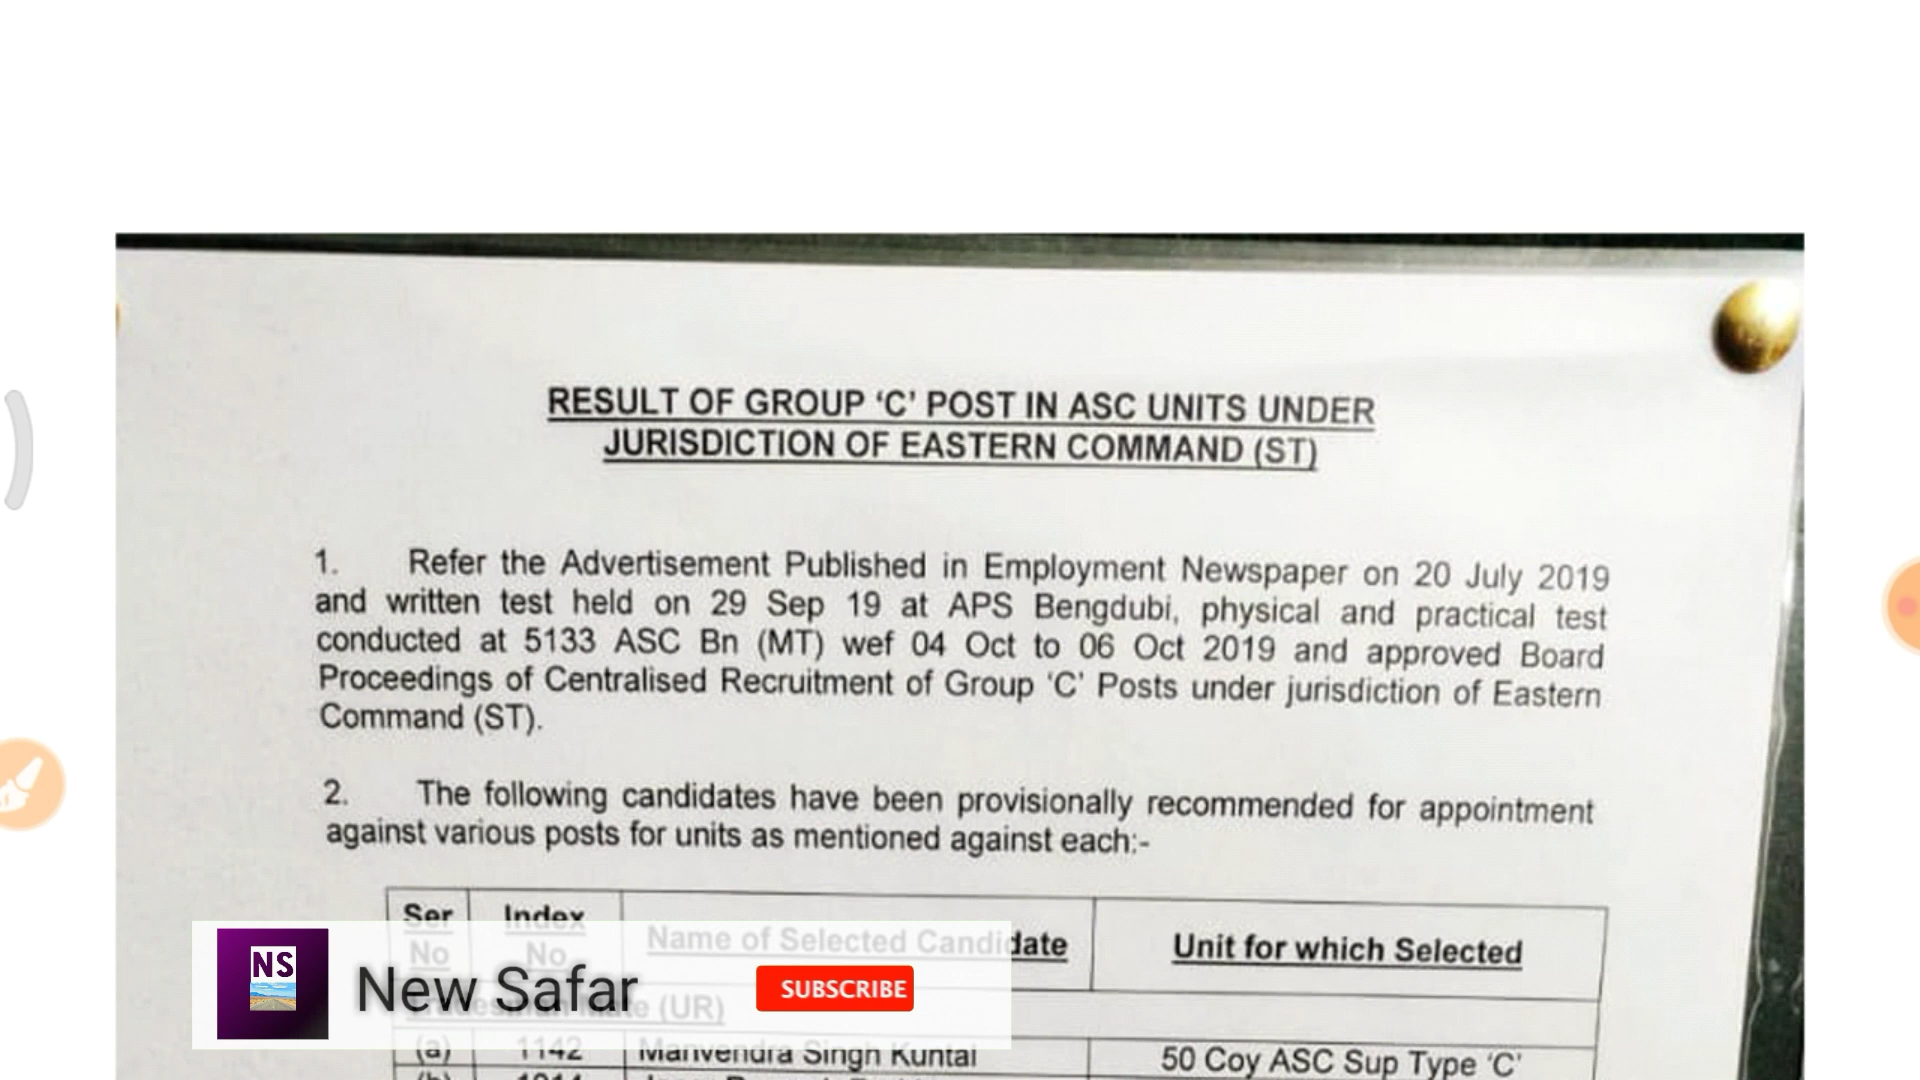 RESULT OF GROUP ‘C’ POST IN ASC UNITS UNDER
JURISDICTION OF EASTERN COMMAND (ST)
1. Refer the Advertisement Published in Employment Newspaper on 20 July 2019
and written test held on 29 Sep 19 at APS Bengdubi, physical and practical test
conducted at 5133 ASC Bn (MT) wef 04 Oct to 06 Oct 2019 and approved Board
Proceedings of Centralised Recruitment of Group ‘C’ Posts under jurisdiction of Eastern
Command (ST).
2. The following candidates have been provisionally recommended for appointment
against various posts for units as mentioned against each:-
Ser No Index No Name of Selected Candidate Unit for which Selected
Tradesman Mate (UR)
(a) 1142 Manvendra Singh Kuntal 50 Coy ASC Sup Type ‘C’
NS
New Safar
SUBSCRIBE